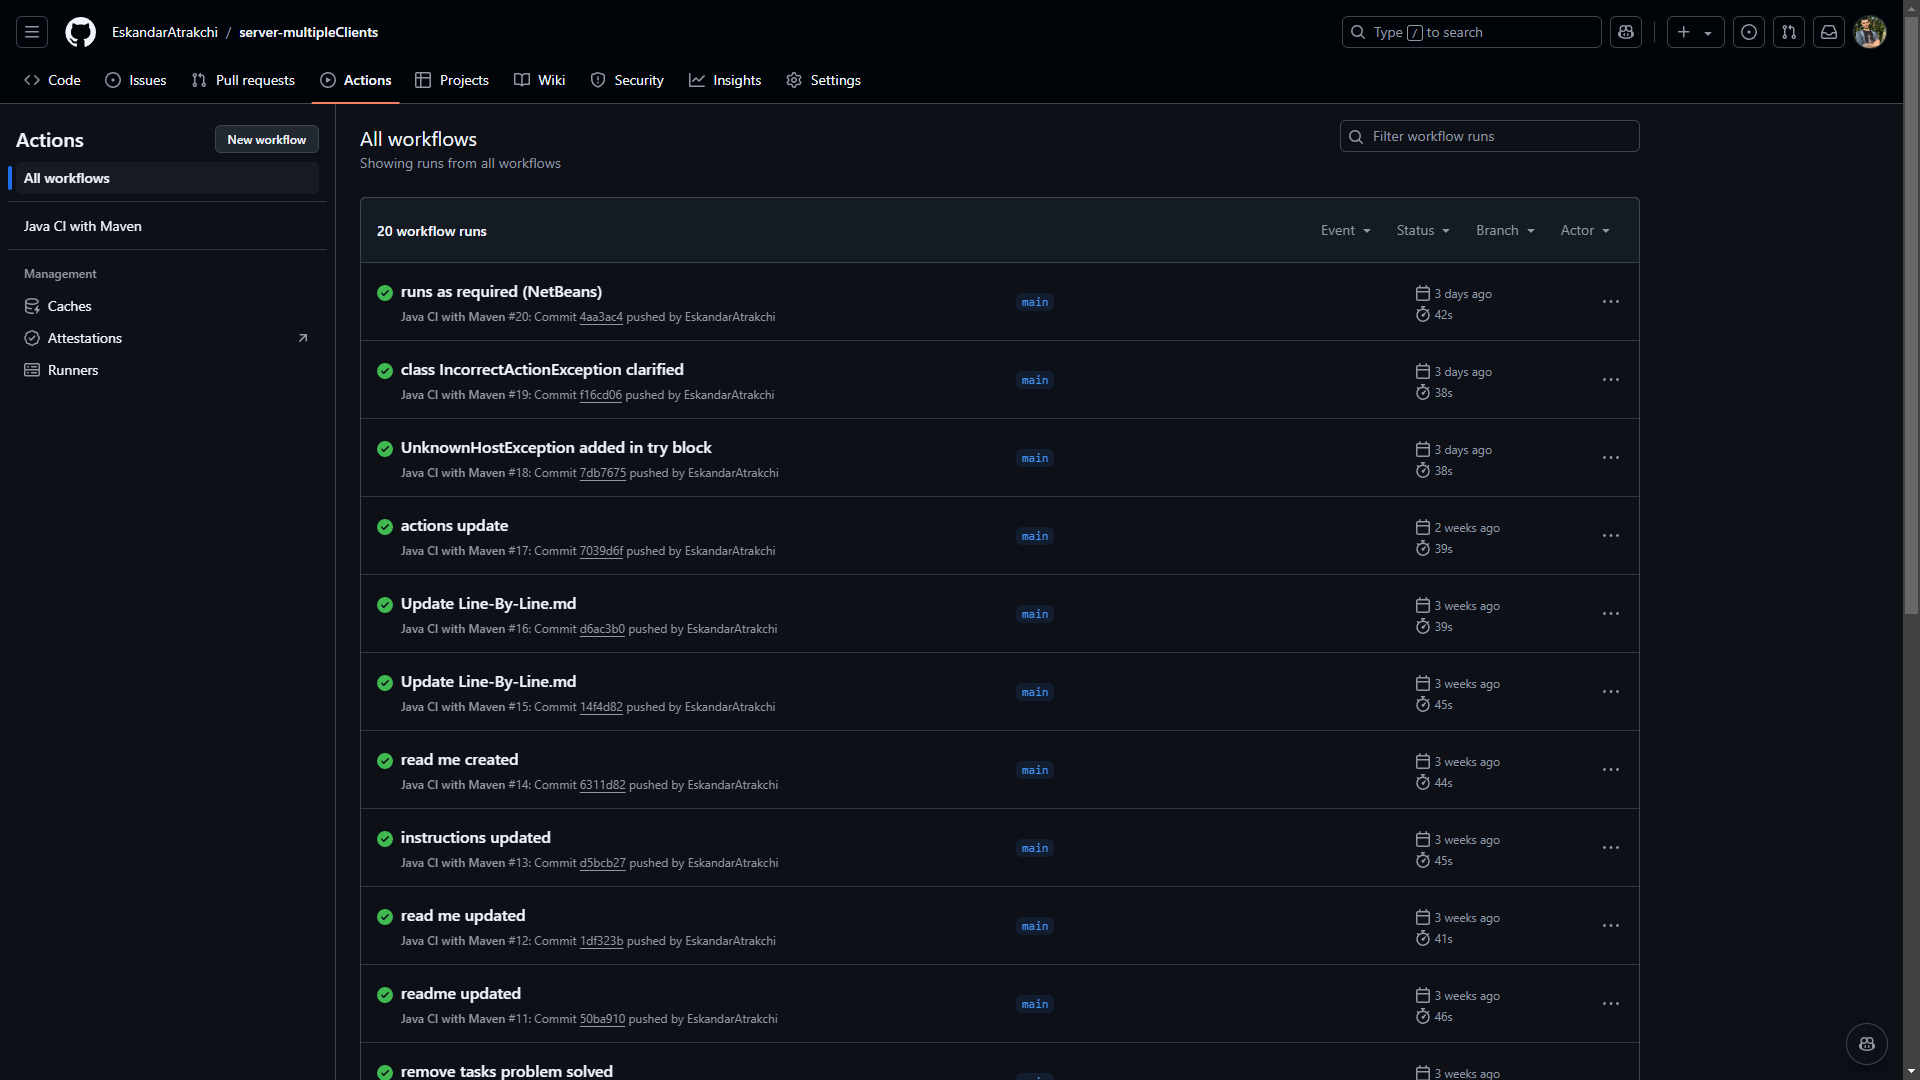 EskandarAtrakchi / server-multipleClients
Type / to search
Code Issues Pull requests Actions Projects Wiki Security Insights Settings
Actions
New workflow
All workflows
Java CI with Maven
Management
Caches
Attestations
Runners
All workflows
Showing runs from all workflows
Filter workflow runs
20 workflow runs
Event Status Branch Actor
runs as required (NetBeans)
Java CI with Maven #20: Commit 4aa3ac4 pushed by EskandarAtrakchi
main
3 days ago
42s
class IncorrectActionException clarified
Java CI with Maven #19: Commit f16cd06 pushed by EskandarAtrakchi
main
3 days ago
38s
UnknownHostException added in try block
Java CI with Maven #18: Commit 7db7675 pushed by EskandarAtrakchi
main
3 days ago
38s
actions update
Java CI with Maven #17: Commit 7039d6f pushed by EskandarAtrakchi
main
2 weeks ago
39s
Update Line-By-Line.md
Java CI with Maven #16: Commit d6ac3b0 pushed by EskandarAtrakchi
main
3 weeks ago
39s
Update Line-By-Line.md
Java CI with Maven #15: Commit 14f4d82 pushed by EskandarAtrakchi
main
3 weeks ago
45s
read me created
Java CI with Maven #14: Commit 6311d82 pushed by EskandarAtrakchi
main
3 weeks ago
44s
instructions updated
Java CI with Maven #13: Commit d5bcb27 pushed by EskandarAtrakchi
main
3 weeks ago
45s
read me updated
Java CI with Maven #12: Commit 1df323b pushed by EskandarAtrakchi
main
3 weeks ago
41s
readme updated
Java CI with Maven #11: Commit 50ba910 pushed by EskandarAtrakchi
main
3 weeks ago
46s
remove tasks problem solved
3 weeks ago